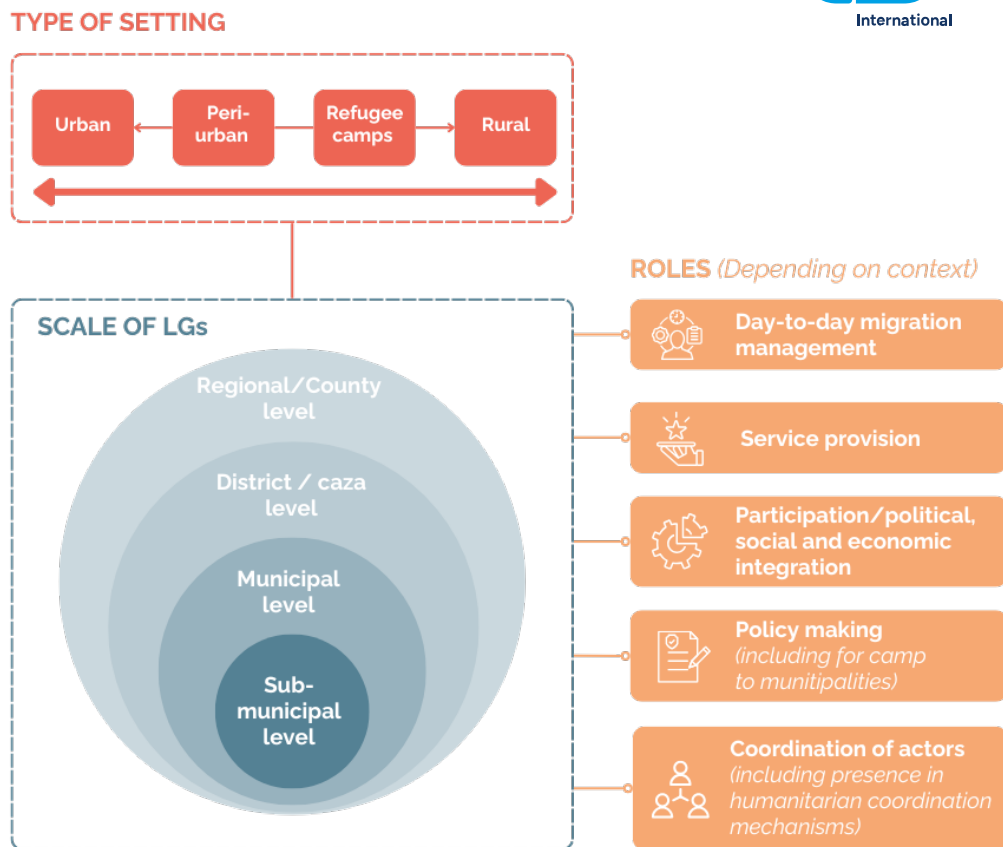 International
TYPE OF SETTING
Urban
Peri-
urban
Refugee
camps
Rural
SCALE OF LGs
Regional/County
level
District / caza
level
Municipal
level
Sub-
municipal
level
ROLES (Depending on context)
Day-to-day migration
management
Service provision
Participation/political,
social and economic
integration
Policy making
(including for camp
to munitipalities)
Coordination of actors
(including presence in
humanitarian coordination
mechanisms)